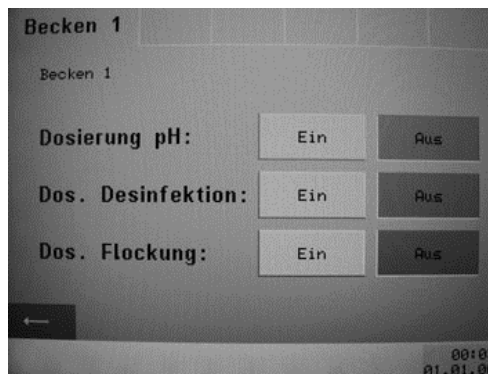 Becken 1
Becken 1
Dosierung pH: Ein Aus
Dos. Desinfektion: Ein Aus
Dos. Flockung: Ein Aus
←